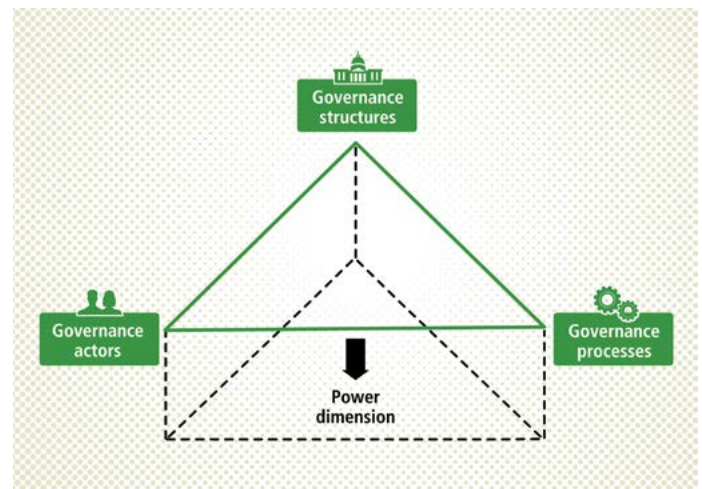 Governance
structures
Governance
actors
Governance
processes
Power
dimension